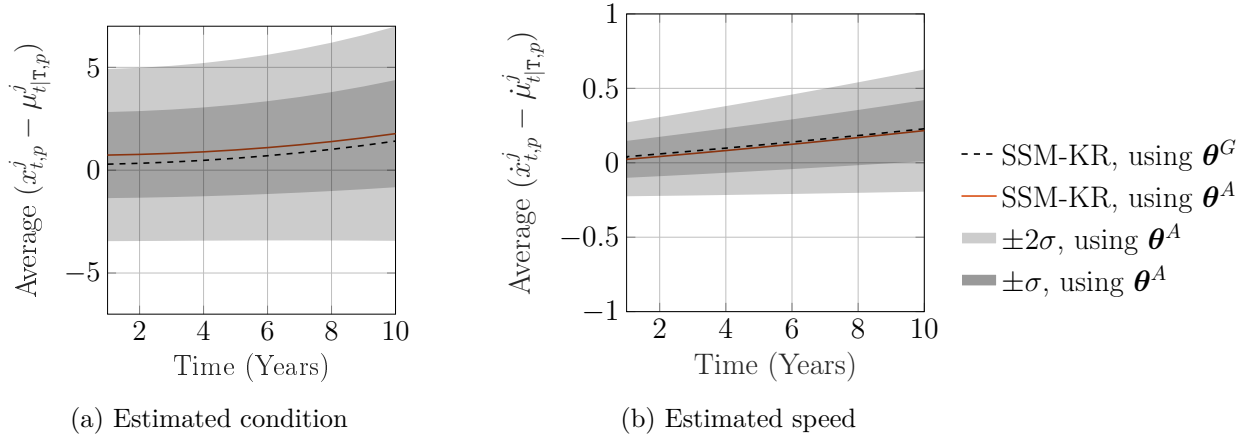 Average (ẋ^j_{t,p} − μ̇^j_{t|T,p})
1
0.5
0
−0.5
−1
2
4
6
8
10
Time (Years)
(b) Estimated speed
Average (x^j_{t,p} − μ^j_{t|T,p})
5
0
−5
2
4
6
8
10
Time (Years)
(a) Estimated condition
SSM-KR, using θ^G
SSM-KR, using θ^A
±2σ, using θ^A
±σ, using θ^A